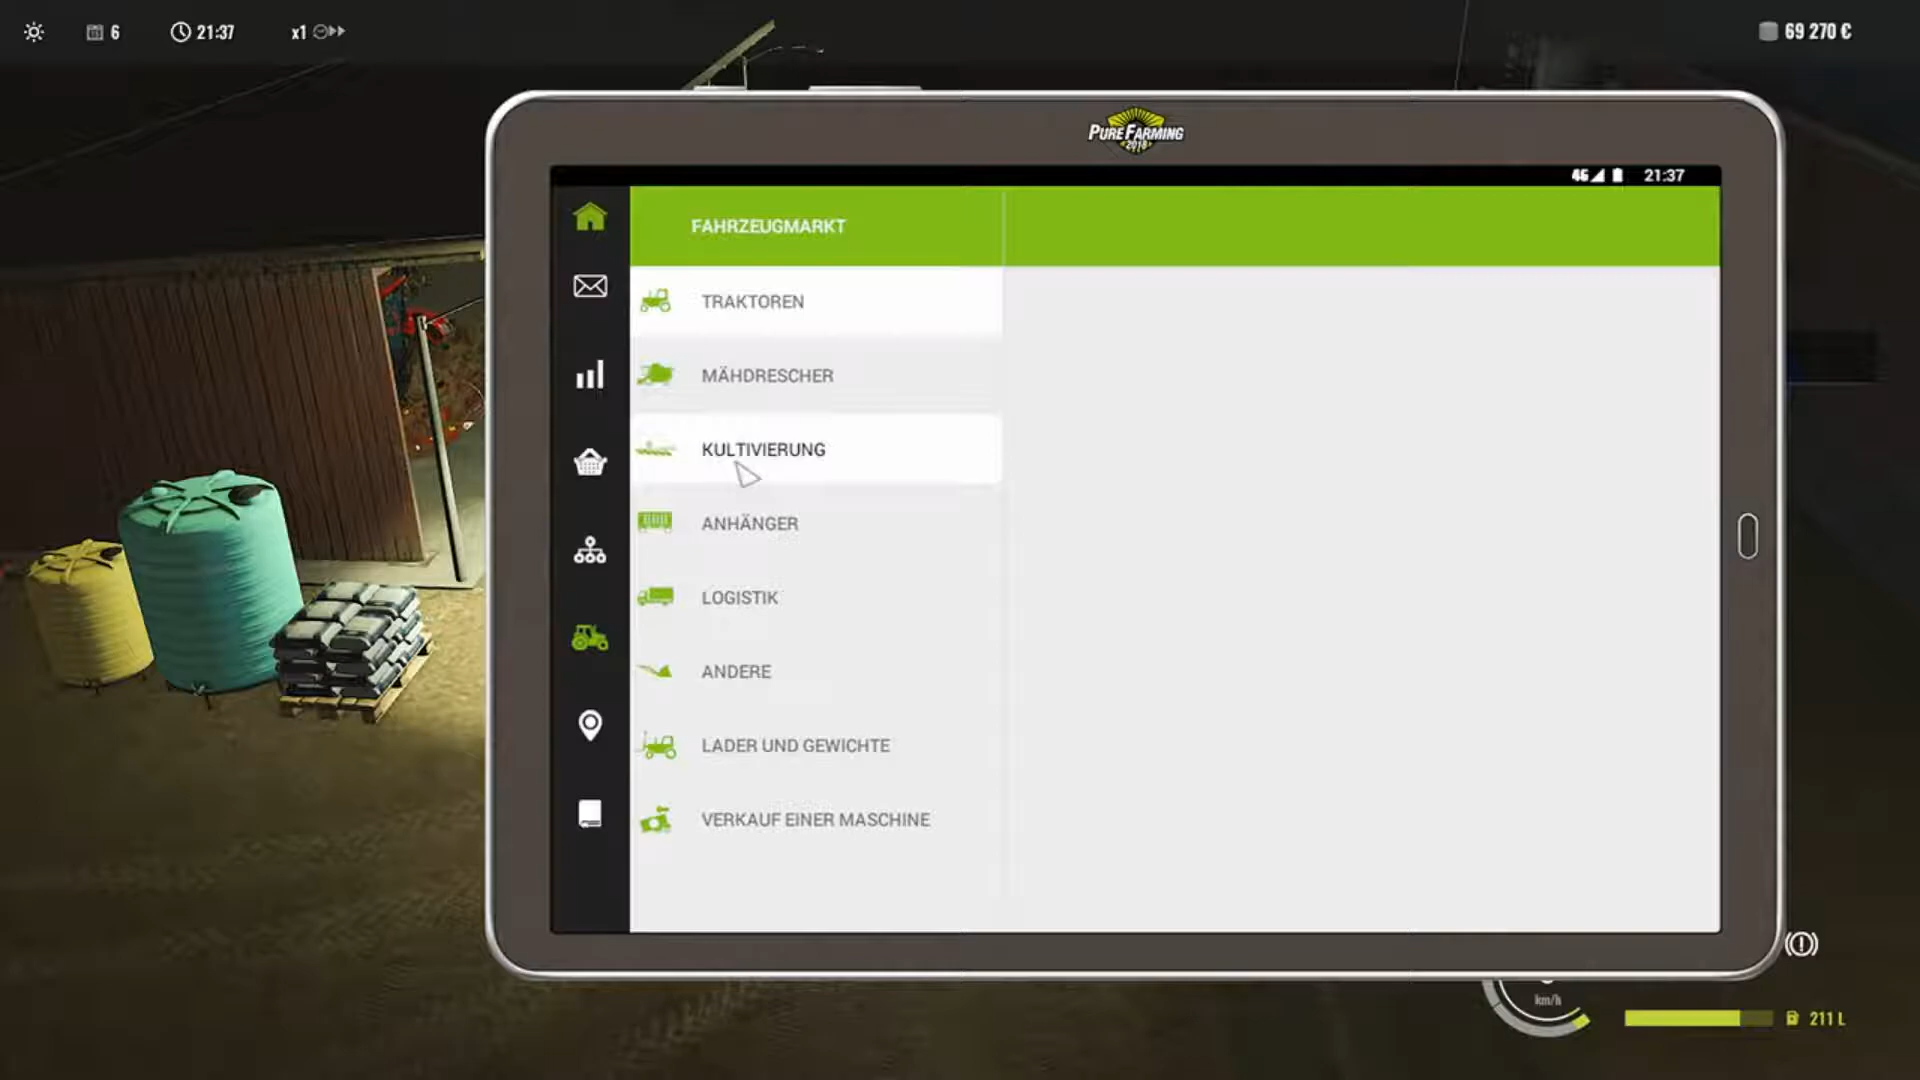 6
21:37
x1
69 270 €
PURE FARMING
2018
4G
21:37
FAHRZEUGMARKT
TRAKTOREN
MÄHDRESCHER
KULTIVIERUNG
ANHÄNGER
LOGISTIK
ANDERE
LADER UND GEWICHTE
VERKAUF EINER MASCHINE
km/h
211 L